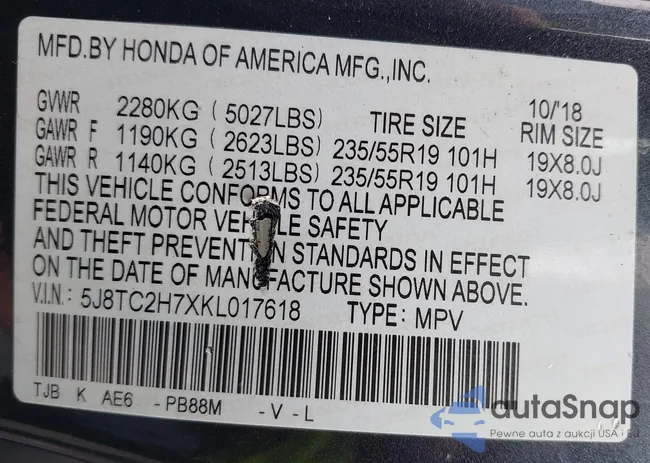 MFD.BY HONDA OF AMERICA MFG.,INC.
10/'18
GVWR 2280KG ( 5027LBS) TIRE SIZE RIM SIZE
GAWR F 1190KG ( 2623LBS) 235/55R19 101H 19X8.0J
GAWR R 1140KG ( 2513LBS) 235/55R19 101H 19X8.0J
THIS VEHICLE CONFORMS TO ALL APPLICABLE
FEDERAL MOTOR VEHICLE SAFETY
AND THEFT PREVENTION STANDARDS IN EFFECT
ON THE DATE OF MANUFACTURE SHOWN ABOVE.
V.I.N.: 5J8TC2H7XKL017618 TYPE: MPV
TJB K AE6 -PB88M -V-L
autaSnap
Pewne auta z aukcji USA i EU